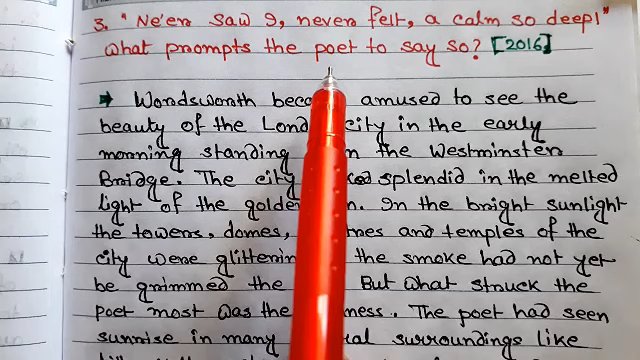 3. "Ne'er saw I, never felt, a calm so deep!"
What prompts the poet to say so? [2016]
→ Wordsworth beca amused to see the
beauty of the Lond city in the early
morning standing n the Westminster
Bridge. The city ked splendid in the melted
light of the golden n. In the bright sunlight
the towers, domes, and temples of the
city were glittering the smoke had not yet
be grimmed the But what struck the
poet most was the ness. The poet had seen
sunrise in many al surroundings like